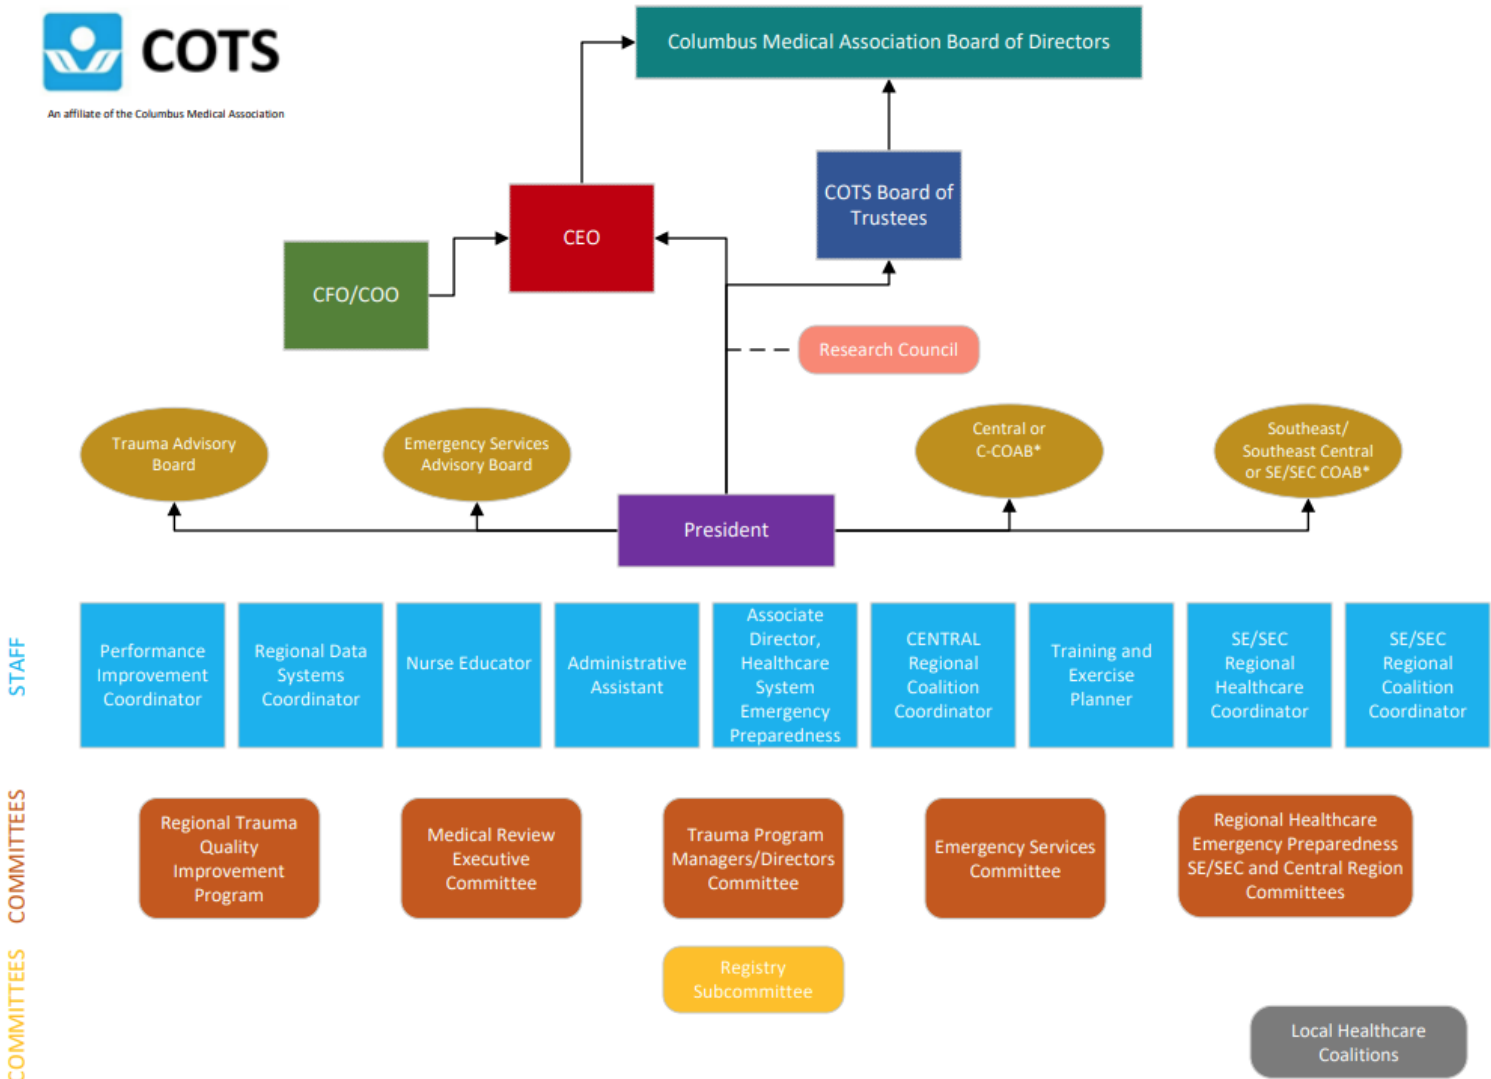 COTS
An affiliate of the Columbus Medical Association
Columbus Medical Association Board of Directors
COTS Board of
Trustees
CEO
CFO/COO
Research Council
Trauma Advisory
Board
Emergency Services
Advisory Board
Central or
C-COAB*
Southeast/
Southeast Central
or SE/SEC COAB*
President
STAFF
Performance
Improvement
Coordinator
Regional Data
Systems
Coordinator
Nurse Educator
Administrative
Assistant
Associate
Director,
Healthcare
System
Emergency
Preparedness
CENTRAL
Regional
Coalition
Coordinator
Training and
Exercise
Planner
SE/SEC
Regional
Healthcare
Coordinator
SE/SEC
Regional
Coalition
Coordinator
COMMITTEES
Regional Trauma
Quality
Improvement
Program
Medical Review
Executive
Committee
Trauma Program
Managers/Directors
Committee
Emergency Services
Committee
Regional Healthcare
Emergency Preparedness
SE/SEC and Central Region
Committees
COMMITTEES
Registry
Subcommittee
Local Healthcare
Coalitions